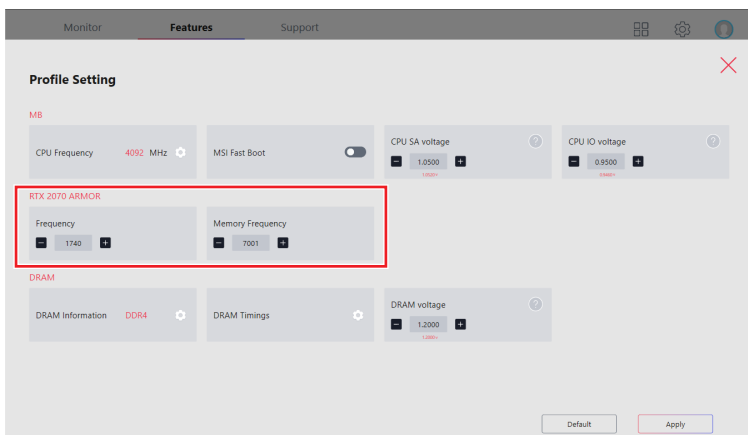 Monitor Features Support
Profile Setting
MB
CPU Frequency 4092 MHz
MSI Fast Boot
CPU SA voltage ?
1.0500
CPU IO voltage ?
0.9500
RTX 2070 ARMOR
Frequency
1740
Memory Frequency
7001
DRAM
DRAM Information DDR4
DRAM Timings
DRAM voltage ?
1.2000
Default Apply